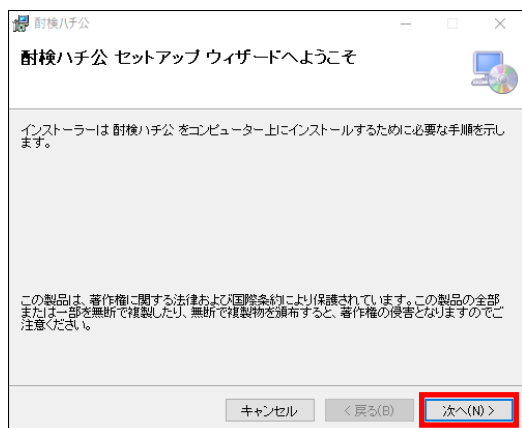 酎検ハチ公
酎検ハチ公 セットアップ ウィザードへようこそ
インストーラーは 酎検ハチ公 をコンピューター上にインストールするために必要な手順を示し
ます。
この製品は、著作権に関する法律および国際条約により保護されています。この製品の全部
または一部を無断で複製したり、無断で複製物を頒布すると、著作権の侵害となりますのでご
注意ください。
キャンセル
< 戻る(B)
次へ(N) >